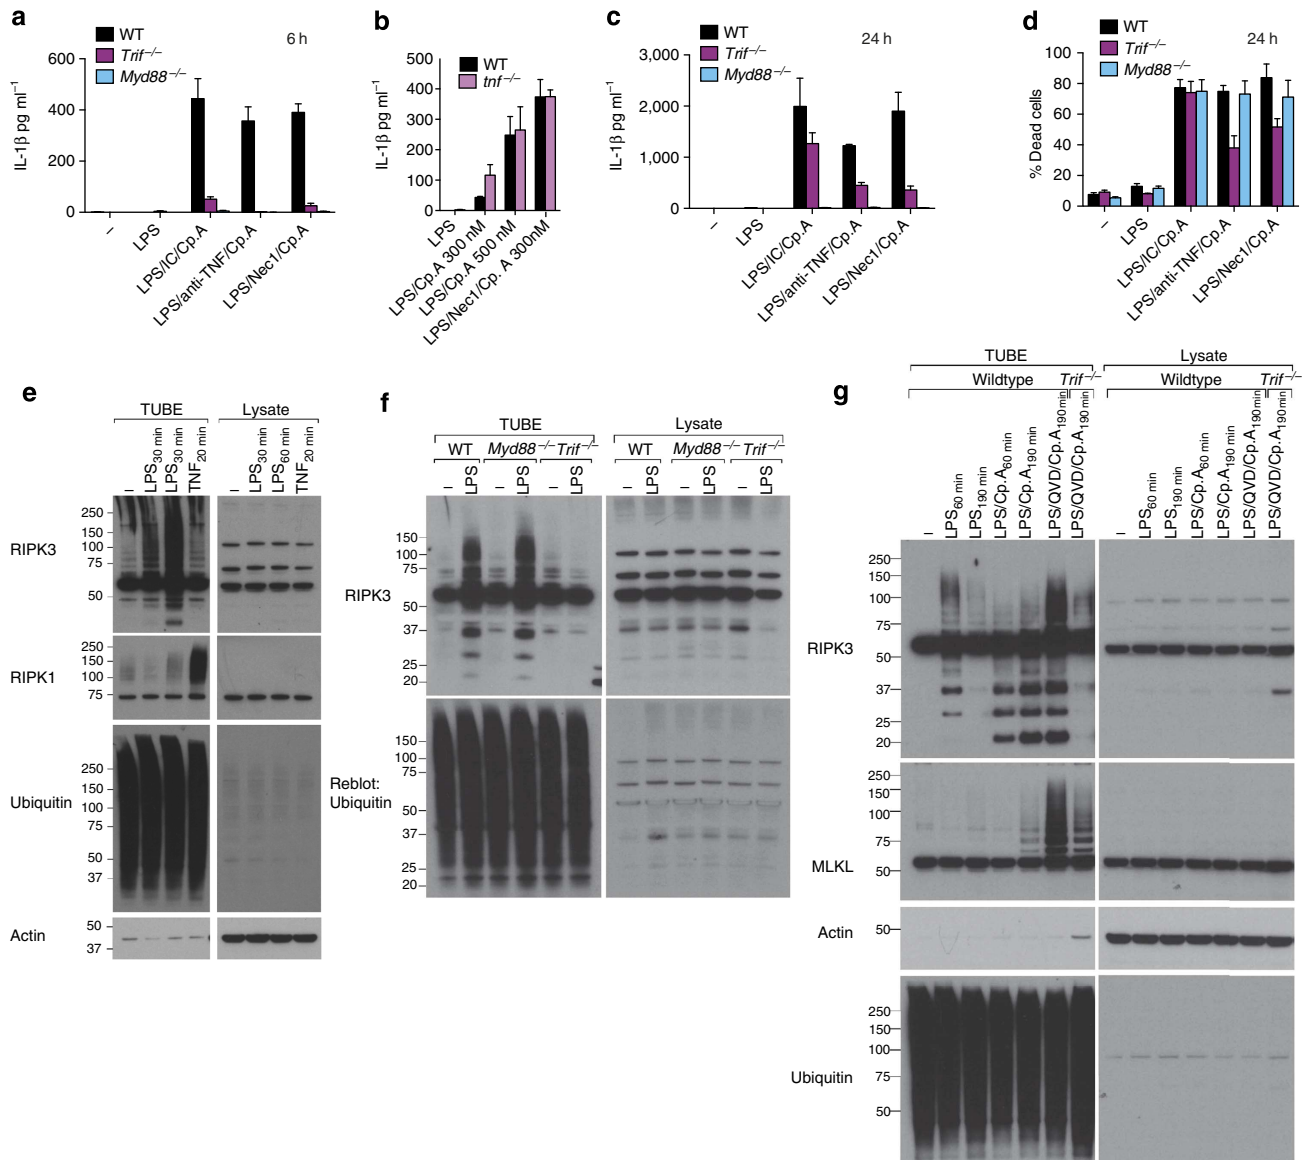 a
WT
Trif–/–
Myd88–/–
6 h
IL-1β pg ml–1
600
400
200
0
–
LPS
LPS/IC/Cp.A
LPS/anti-TNF/Cp.A
LPS/Nec1/Cp.A
b
WT
tnf–/–
IL-1β pg ml–1
500
400
300
200
100
0
LPS
LPS/Cp.A 300 nM
LPS/Cp.A 500 nM
LPS/Nec1/Cp. A 300nM
c
WT
Trif–/–
Myd88–/–
24 h
IL-1β pg ml–1
3,000
2,000
1,000
0
–
LPS
LPS/IC/Cp.A
LPS/anti-TNF/Cp.A
LPS/Nec1/Cp.A
d
WT
Trif–/–
Myd88–/–
24 h
% Dead cells
100
80
60
40
20
0
–
LPS
LPS/IC/Cp.A
LPS/anti-TNF/Cp.A
LPS/Nec1/Cp.A
e
TUBE Lysate
– LPS30 min LPS30 min TNF20 min – LPS30 min LPS60 min TNF20 min
RIPK3
250
150
100
75
50
RIPK1
250
150
75
Ubiquitin
250
150
100
75
50
37
Actin
50
37
f
TUBE Lysate
WT Myd88–/– Trif–/– WT Myd88–/– Trif–/–
– LPS – LPS – LPS – LPS – LPS – LPS
RIPK3
150
100
75
50
37
25
20
Reblot:
Ubiquitin
150
100
75
50
37
25
20
g
TUBE Lysate
Wildtype Trif–/– Wildtype Trif–/–
– LPS60 min LPS190 min LPS/Cp.A60 min LPS/Cp.A190 min LPS/QVD/Cp.A190min LPS/QVD/Cp.A190 min
– LPS60 min LPS190 min LPS/Cp.A60 min LPS/Cp.A190 min LPS/QVD/Cp.A190min LPS/QVD/Cp.A190 min
RIPK3
250
150
100
75
50
37
25
20
MLKL
250
150
75
50
Actin
50
Ubiquitin
250
150
100
75
50